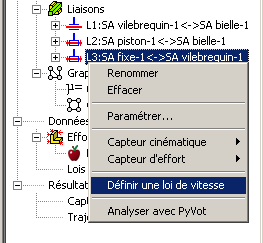 Liaisons
L1:SA vilebrequin-1<->SA bielle-1
L2:SA piston-1<->SA bielle-1
L3:SA fixe-1<->SA vilebrequin-1
Grap
Renommer
Effacer
Paramétrer...
Données
Effor
Capteur cinématique
Capteur d'effort
Lois
Définir une loi de vitesse
Résultat
Capt
Traje
Analyser avec PyVot